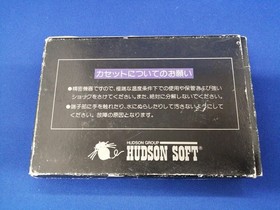 カセットについてのお願い
●精密機器ですので、極端な温度条件下での使用や保管および強い
ショックをさけてください。また、絶対に分解しないでください。
●端子部に手を触れたり、水にぬらしたりして汚さないようにして
ください。故障の原因となります。
HUDSON GROUP
HUDSON SOFT